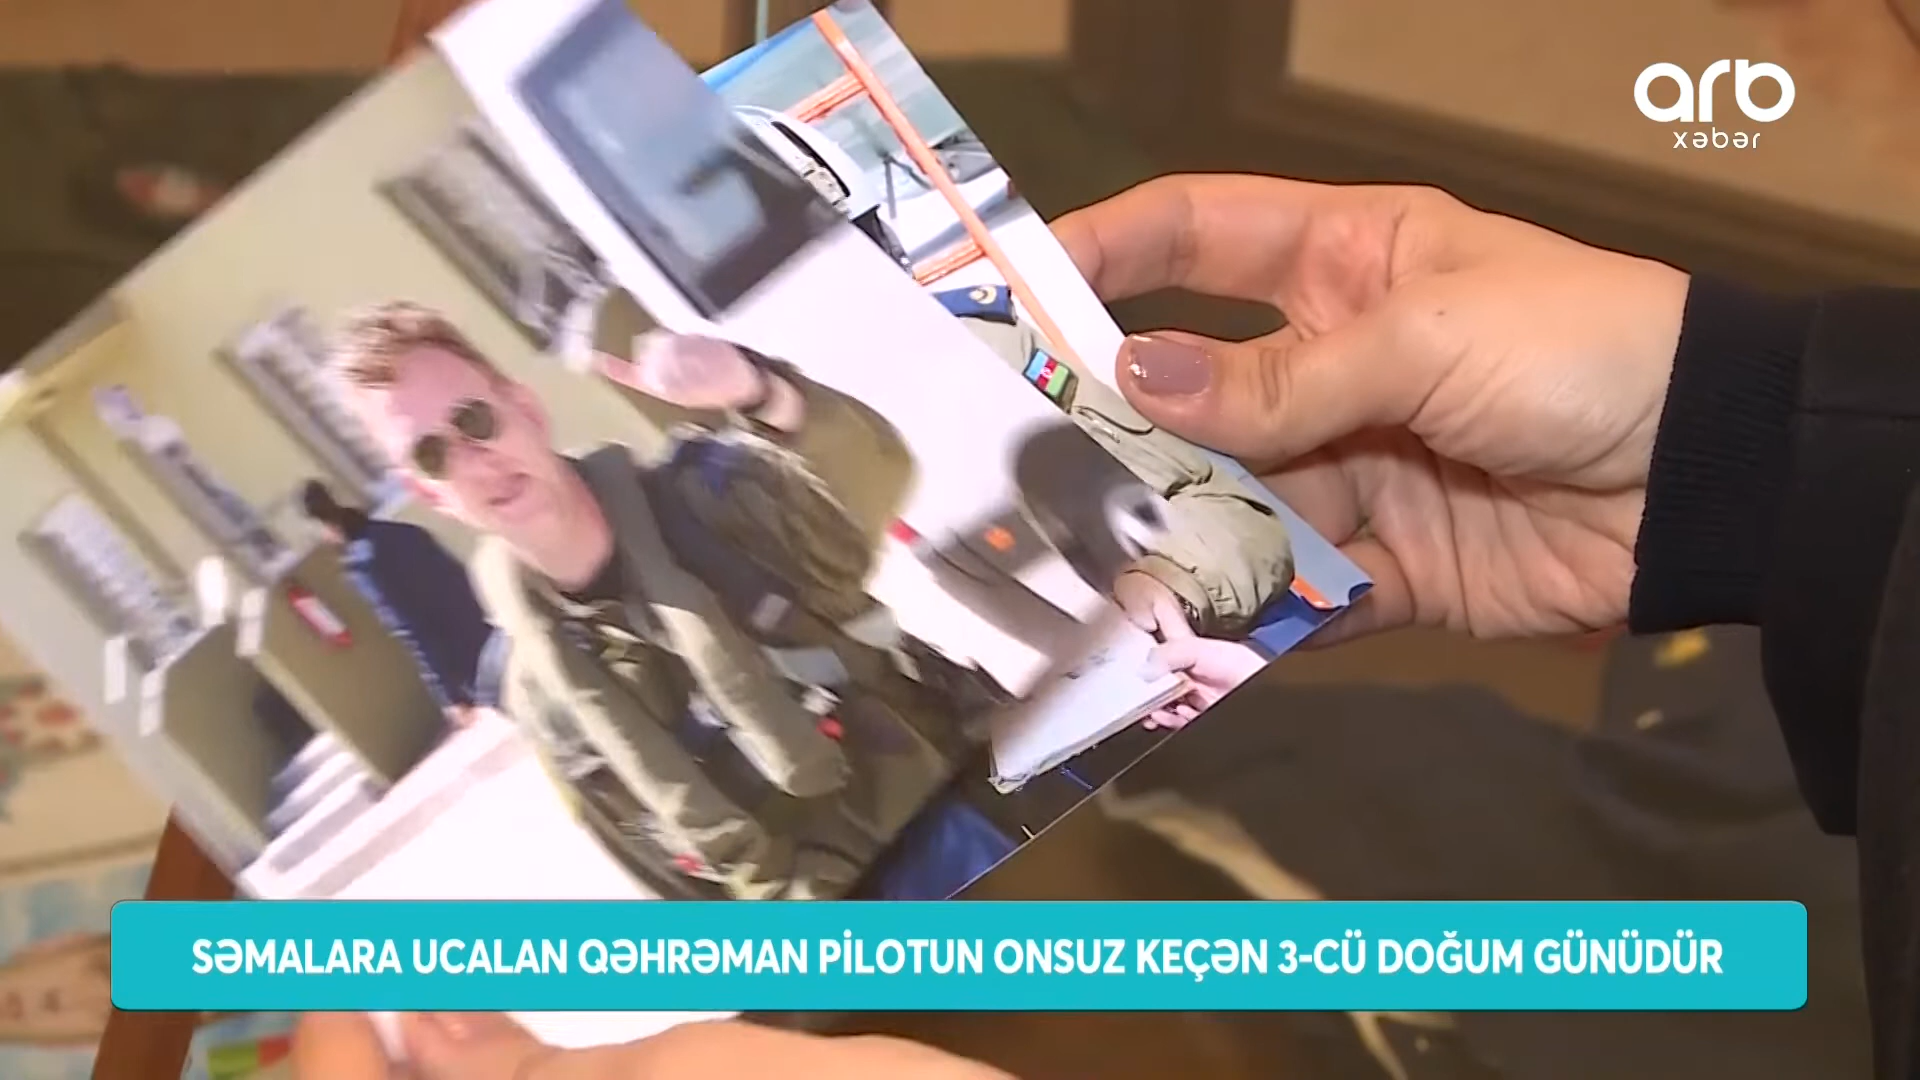 arb
xəbər
SƏMALARA UCALAN QƏHRƏMAN PİLOTUN ONSUZ KEÇƏN 3-CÜ DOĞUM GÜNÜDÜR